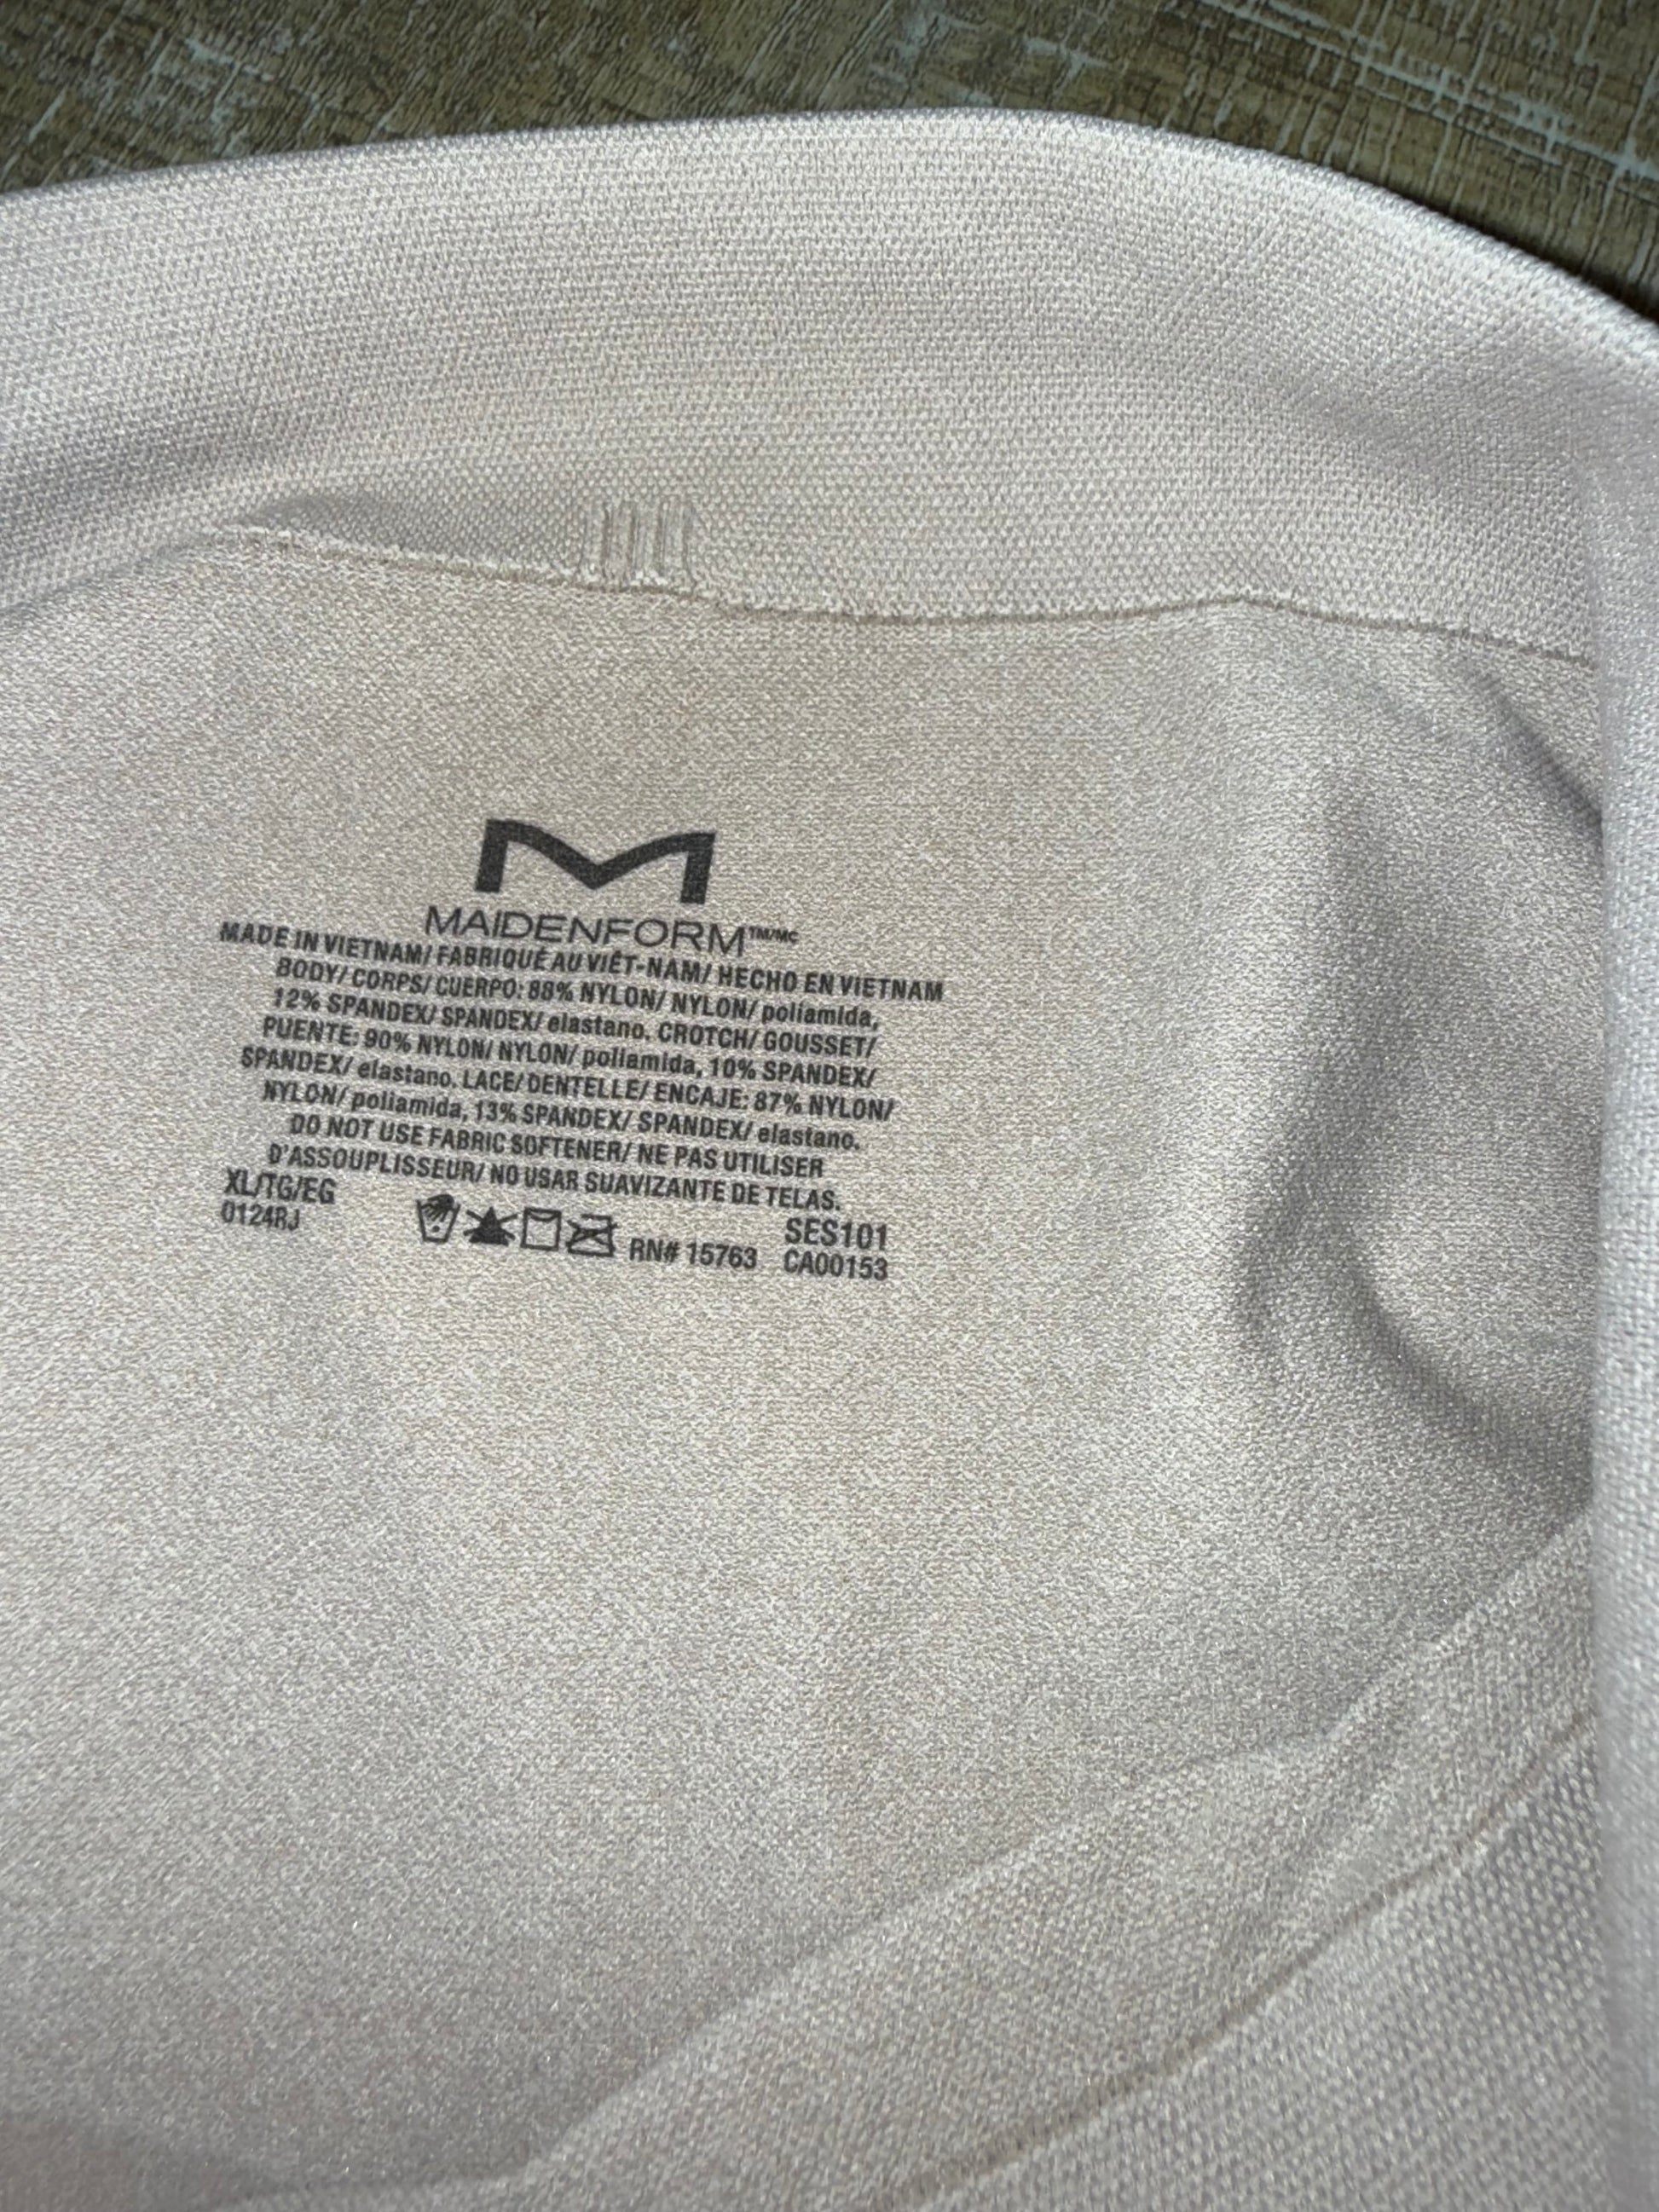 M
MAIDENFORM™/MC
MADE IN VIETNAM/ FABRIQUÉ AU VIÊT-NAM/ HECHO EN VIETNAM
BODY/ CORPS/ CUERPO: 88% NYLON/ NYLON/ poliamida,
12% SPANDEX/ SPANDEX/ elastano. CROTCH/ GOUSSET/
PUENTE: 90% NYLON/ NYLON/ poliamida, 10% SPANDEX/
SPANDEX/ elastano. LACE/ DENTELLE/ ENCAJE: 87% NYLON/
NYLON/ poliamida, 13% SPANDEX/ SPANDEX/ elastano.
DO NOT USE FABRIC SOFTENER/ NE PAS UTILISER
D'ASSOUPLISSEUR/ NO USAR SUAVIZANTE DE TELAS.
XL/TG/EG
0124RJ
RN# 15763
SES101
CA00153